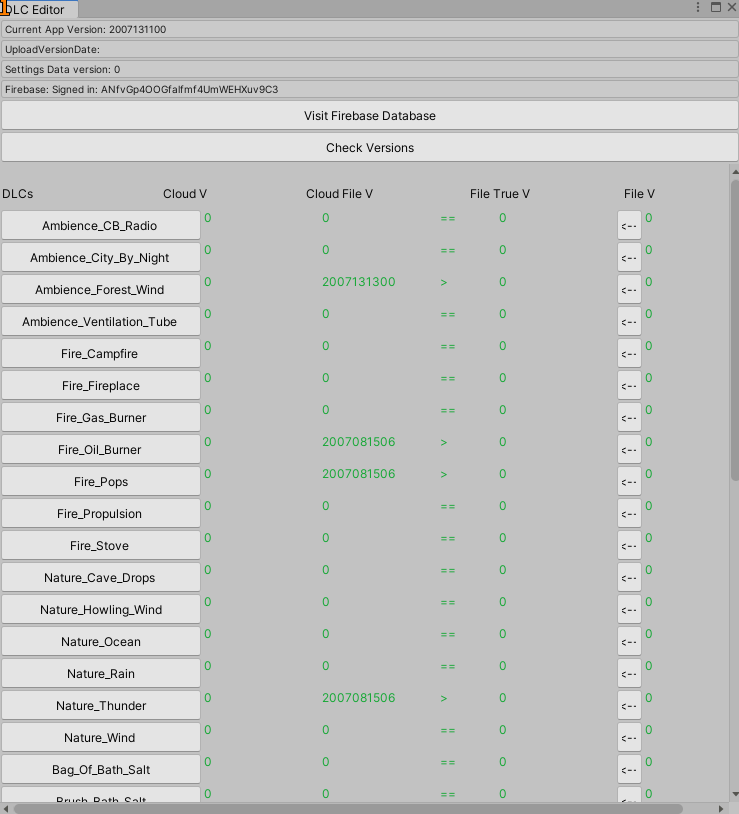 DLC Editor
Current App Version: 2007131100
UploadVersionDate:
Settings Data version: 0
Firebase: Signed in: ANfvGp4OOGfalfmf4UmWEHXuv9C3
Visit Firebase Database
Check Versions
DLCs Cloud V Cloud File V File True V File V
Ambience_CB_Radio 0 0 == 0 <-- 0
Ambience_City_By_Night 0 0 == 0 <-- 0
Ambience_Forest_Wind 0 2007131300 > 0 <-- 0
Ambience_Ventilation_Tube 0 0 == 0 <-- 0
Fire_Campfire 0 0 == 0 <-- 0
Fire_Fireplace 0 0 == 0 <-- 0
Fire_Gas_Burner 0 0 == 0 <-- 0
Fire_Oil_Burner 0 2007081506 > 0 <-- 0
Fire_Pops 0 2007081506 > 0 <-- 0
Fire_Propulsion 0 0 == 0 <-- 0
Fire_Stove 0 0 == 0 <-- 0
Nature_Cave_Drops 0 0 == 0 <-- 0
Nature_Howling_Wind 0 0 == 0 <-- 0
Nature_Ocean 0 0 == 0 <-- 0
Nature_Rain 0 0 == 0 <-- 0
Nature_Thunder 0 2007081506 > 0 <-- 0
Nature_Wind 0 0 == 0 <-- 0
Bag_Of_Bath_Salt 0 0 == 0 <-- 0
Brush_Bath_Salt 0 0 == 0 <-- 0